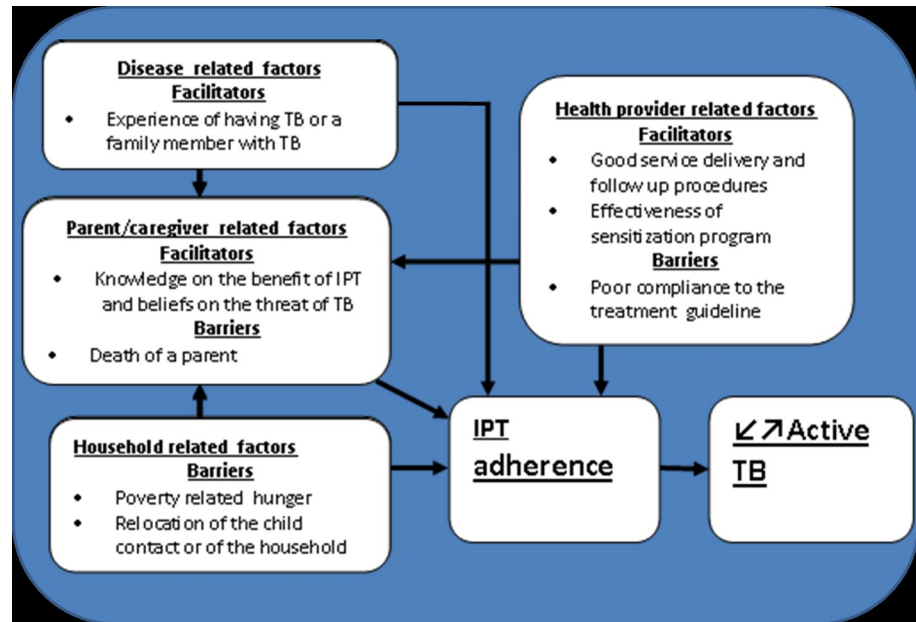 Disease related factors
Facilitators
• Experience of having TB or a
family member with TB
Parent/caregiver related factors
Facilitators
• Knowledge on the benefit of IPT
and beliefs on the threat of TB
Barriers
• Death of a parent
Household related factors
Barriers
• Poverty related hunger
• Relocation of the child
contact or of the household
Health provider related factors
Facilitators
• Good service delivery and
follow up procedures
• Effectiveness of
sensitization program
Barriers
• Poor compliance to the
treatment guideline
IPT
adherence
↙↗Active
TB